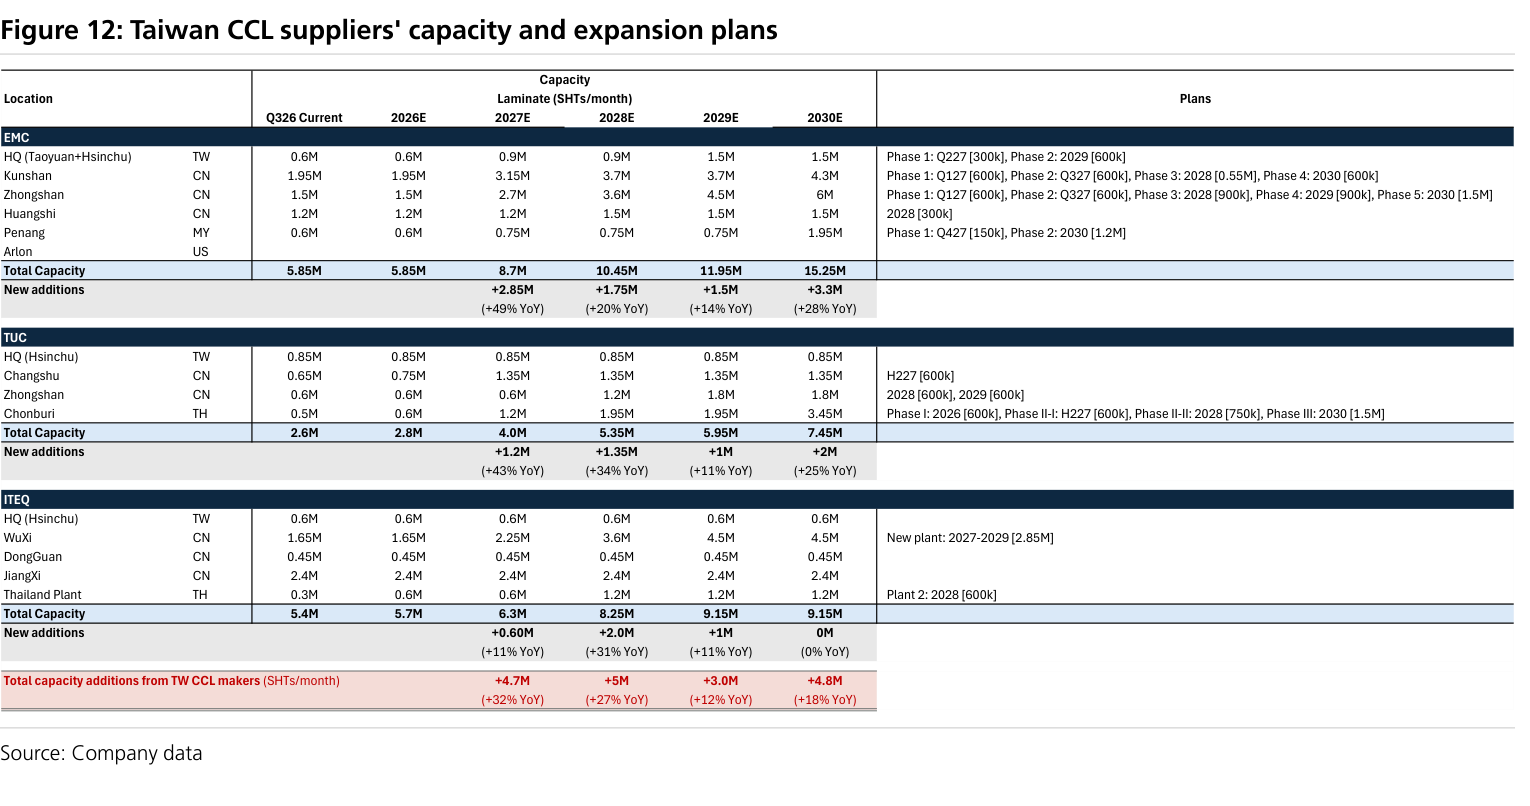 Figure 12: Taiwan CCL suppliers' capacity and expansion plans
Capacity
Location Laminate (SHTs/month) Plans
Q326 Current 2026E 2027E 2028E 2029E 2030E
EMC
HQ (Taoyuan+Hsinchu) TW 0.6M 0.6M 0.9M 0.9M 1.5M 1.5M Phase 1: Q227 [300k], Phase 2: 2029 [600k]
Kunshan CN 1.95M 1.95M 3.15M 3.7M 3.7M 4.3M Phase 1: Q127 [600k], Phase 2: Q327 [600k], Phase 3: 2028 [0.55M], Phase 4: 2029 [600k]
Zhongshan CN 1.5M 1.5M 2.7M 3.6M 4.5M 6M Phase 1: Q127 [600k], Phase 2: Q327 [600k], Phase 3: 2028 [900k], Phase 4: 2029 [900k], Phase 5: 2030 [1.5M]
Huangshi CN 1.2M 1.2M 1.2M 1.5M 1.5M 1.5M 2028 [300k]
Penang MY 0.6M 0.6M 0.75M 0.75M 0.75M 1.95M Phase 1: Q427 [150k], Phase 2: 2030 [1.2M]
Arlon US
Total Capacity 5.85M 5.85M 8.7M 10.45M 11.95M 15.25M
New additions +2.85M +1.75M +1.5M +3.3M
(+49% YoY) (+20% YoY) (+14% YoY) (+28% YoY)
TUC
HQ (Hsinchu) TW 0.85M 0.85M 0.85M 0.85M 0.85M 0.85M
Changshu CN 0.65M 0.75M 1.35M 1.35M 1.35M 1.35M H227 [600k]
Zhongshan CN 0.6M 0.6M 0.6M 1.2M 1.8M 1.8M 2028 [600k], 2029 [600k]
Chonburi TH 0.5M 0.6M 1.2M 1.95M 1.95M 3.45M Phase I: 2026 [600k], Phase II-I: H227 [600k], Phase II-II: 2028 [750k], Phase III: 2030 [1.5M]
Total Capacity 2.6M 2.8M 4.0M 5.35M 5.95M 7.45M
New additions +1.2M +1.35M +1M +2M
(+43% YoY) (+34% YoY) (+11% YoY) (+25% YoY)
ITEQ
HQ (Hsinchu) TW 0.6M 0.6M 0.6M 0.6M 0.6M 0.6M
WuXi CN 1.65M 1.65M 2.25M 3.6M 4.5M 4.5M New plant: 2027-2029 [2.85M]
DongGuan CN 0.45M 0.45M 0.45M 0.45M 0.45M 0.45M
JiangXi CN 2.4M 2.4M 2.4M 2.4M 2.4M 2.4M
Thailand Plant TH 0.3M 0.6M 0.6M 1.2M 1.2M 1.2M Plant 2: 2028 [600k]
Total Capacity 5.4M 5.7M 6.3M 8.25M 9.15M 9.15M
New additions +0.60M +2.0M +1M 0M
(+11% YoY) (+31% YoY) (+11% YoY) (0% YoY)
Total capacity additions from TW CCL makers (SHTs/month) +4.7M +5M +3.0M +4.8M
(+32% YoY) (+27% YoY) (+12% YoY) (+18% YoY)
Source: Company data